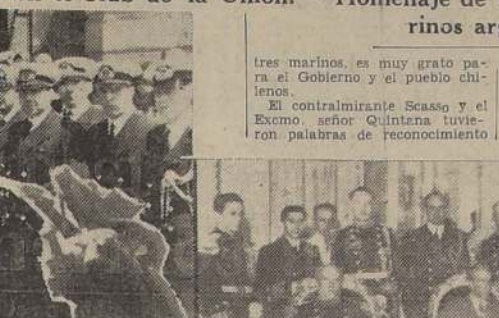 Club de la Unión. — Homenaje de
rinos ar
tres marinos, es muy grato pa-
ra el Gobierno y el pueblo chi-
lenos.
El contralmirante Scasso y el
Excmo. señor Quintana tuvie-
ron palabras de reconocimiento